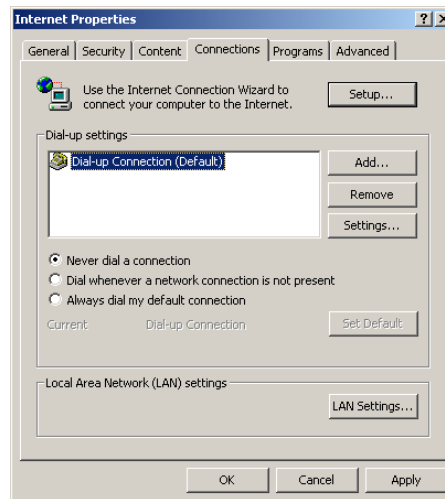 Internet Properties
General Security Content Connections Programs Advanced
Use the Internet Connection Wizard to
connect your computer to the Internet.
Setup...
Dial-up settings
Dial-up Connection (Default)
Add...
Remove
Settings...
Never dial a connection
Dial whenever a network connection is not present
Always dial my default connection
Current Dial-up Connection Set Default
Local Area Network (LAN) settings
LAN Settings...
OK Cancel Apply